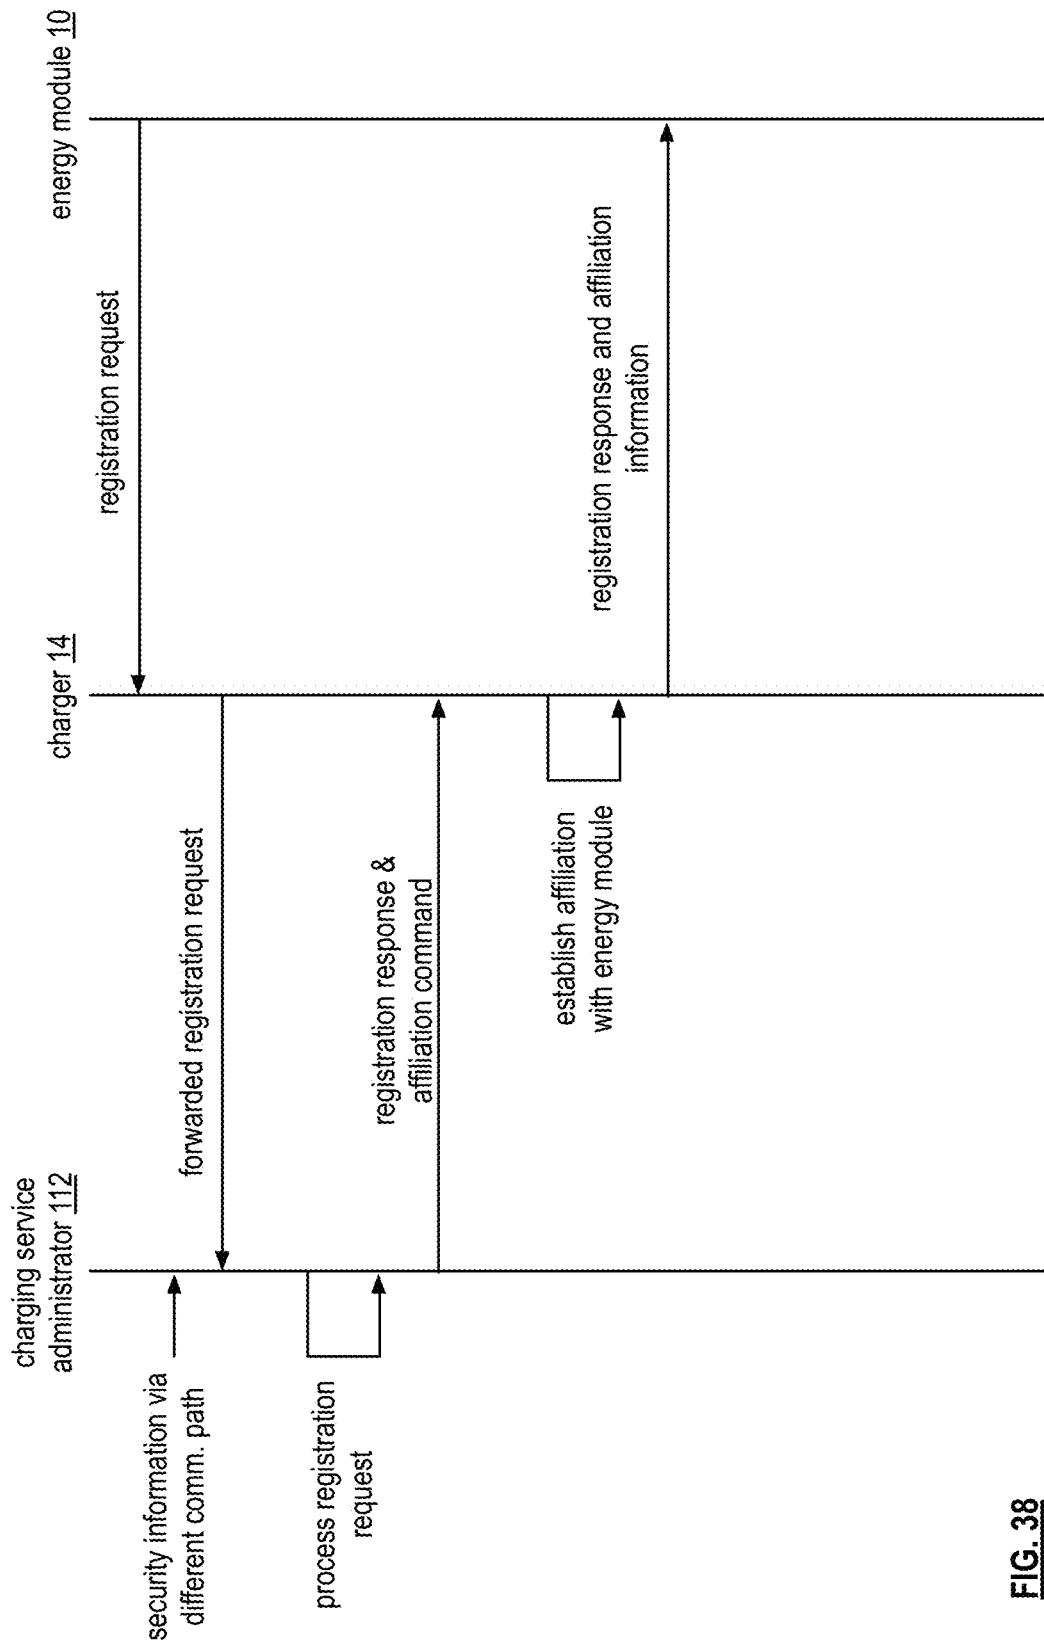 charging service
administrator 112
charger 14
energy module 10
registration request
security information via
different comm. path
forwarded registration request
process registration
request
registration response &
affiliation command
establish affiliation
with energy module
registration response and affiliation
information
FIG. 38